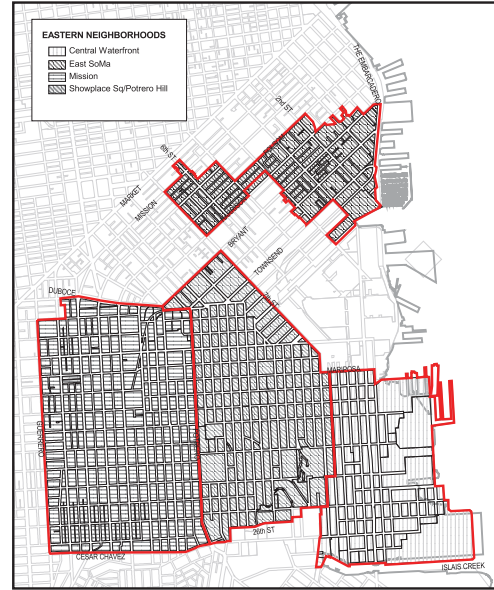 EASTERN NEIGHBORHOODS
Central Waterfront
East SoMa
Mission
Showplace Sq/Potrero Hill
THE EMBARCADERO
2nd ST
6th ST
MARKET
MISSION
BRYANT
TOWNSEND
7th ST
DUBOCE
MARIPOSA
GUERRERO
26th ST
CESAR CHAVEZ
ISLAIS CREEK